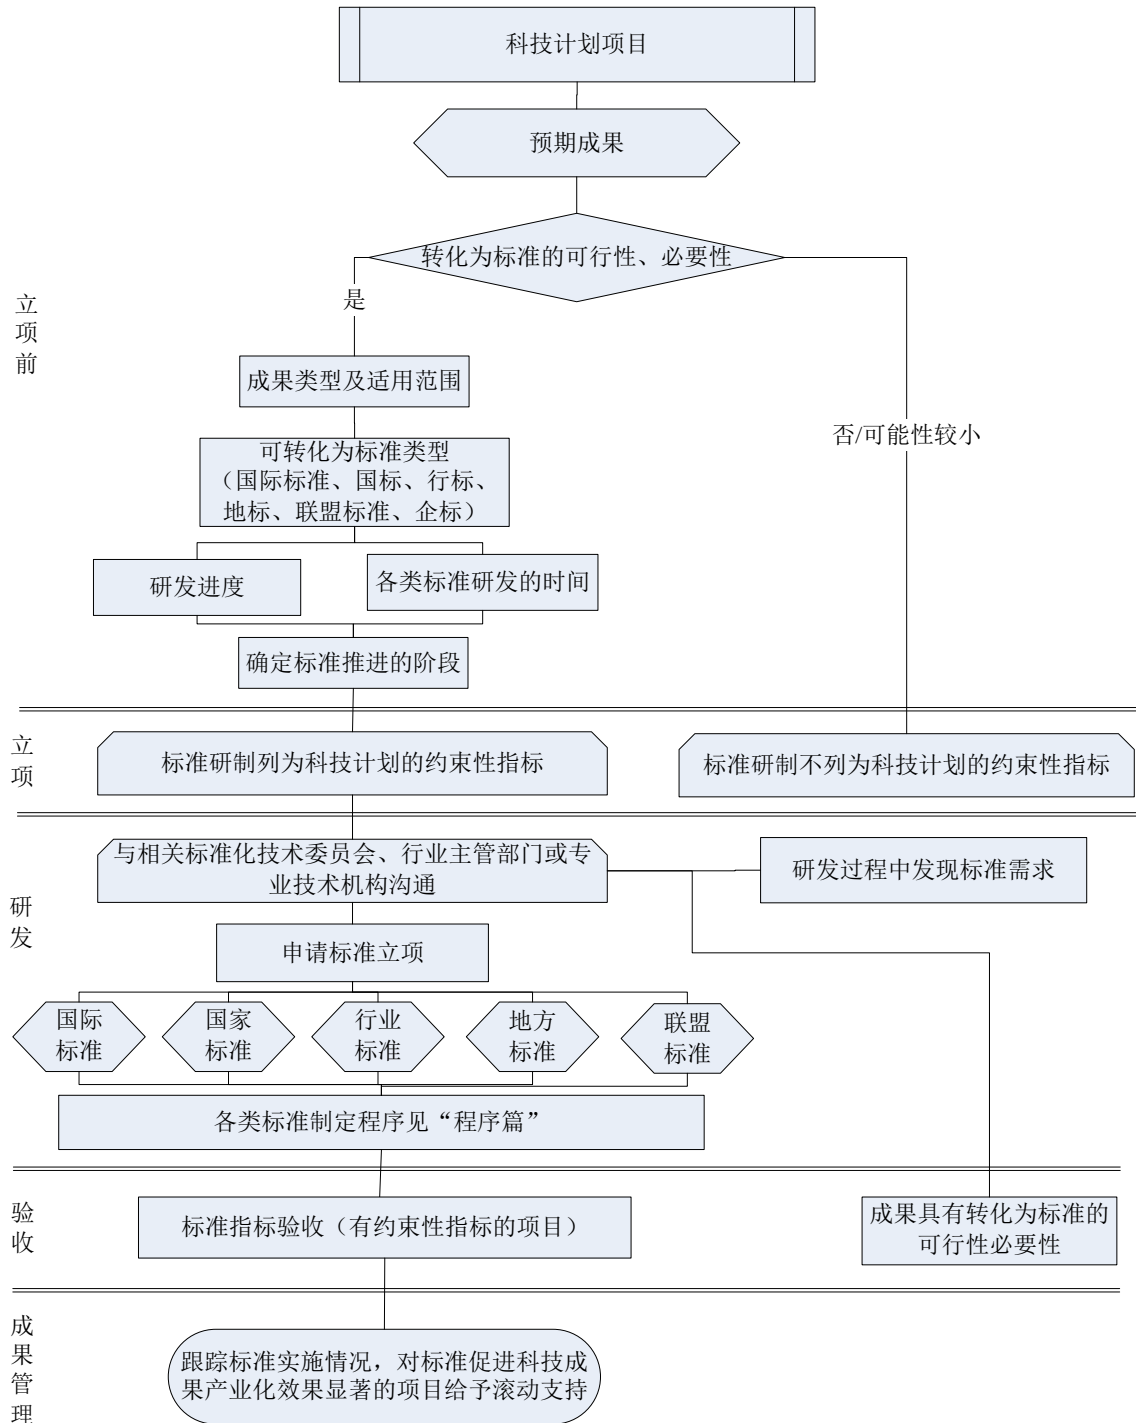 科技计划项目
预期成果
转化为标准的可行性、必要性
立
项
前
是
成果类型及适用范围
否/可能性较小
可转化为标准类型
（国际标准、国标、行标、
地标、联盟标准、企标）
研发进度
各类标准研发的时间
确定标准推进的阶段
立
项
标准研制列为科技计划的约束性指标
标准研制不列为科技计划的约束性指标
研
发
与相关标准化技术委员会、行业主管部门或专
业技术机构沟通
研发过程中发现标准需求
申请标准立项
国际
标准
国家
标准
行业
标准
地方
标准
联盟
标准
各类标准制定程序见“程序篇”
验
收
标准指标验收（有约束性指标的项目）
成果具有转化为标准的
可行性必要性
成
果
管
理
跟踪标准实施情况，对标准促进科技成
果产业化效果显著的项目给予滚动支持